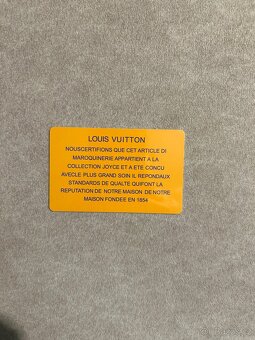 LOUIS VUITTON
NOUSCERTIFIONS QUE CET ARTICLE DI
MAROQUINERIE APPARTIENT A LA
COLLECTION JOYCE ET A ETE CONCU
AVECLE PLUS GRAND SOIN IL REPONDAUX
STANDARDS DE QUALTE QUIFONT LA
REPUTATION DE NOTRE MAISON DE NOTRE
MAISON FONDEE EN 1854